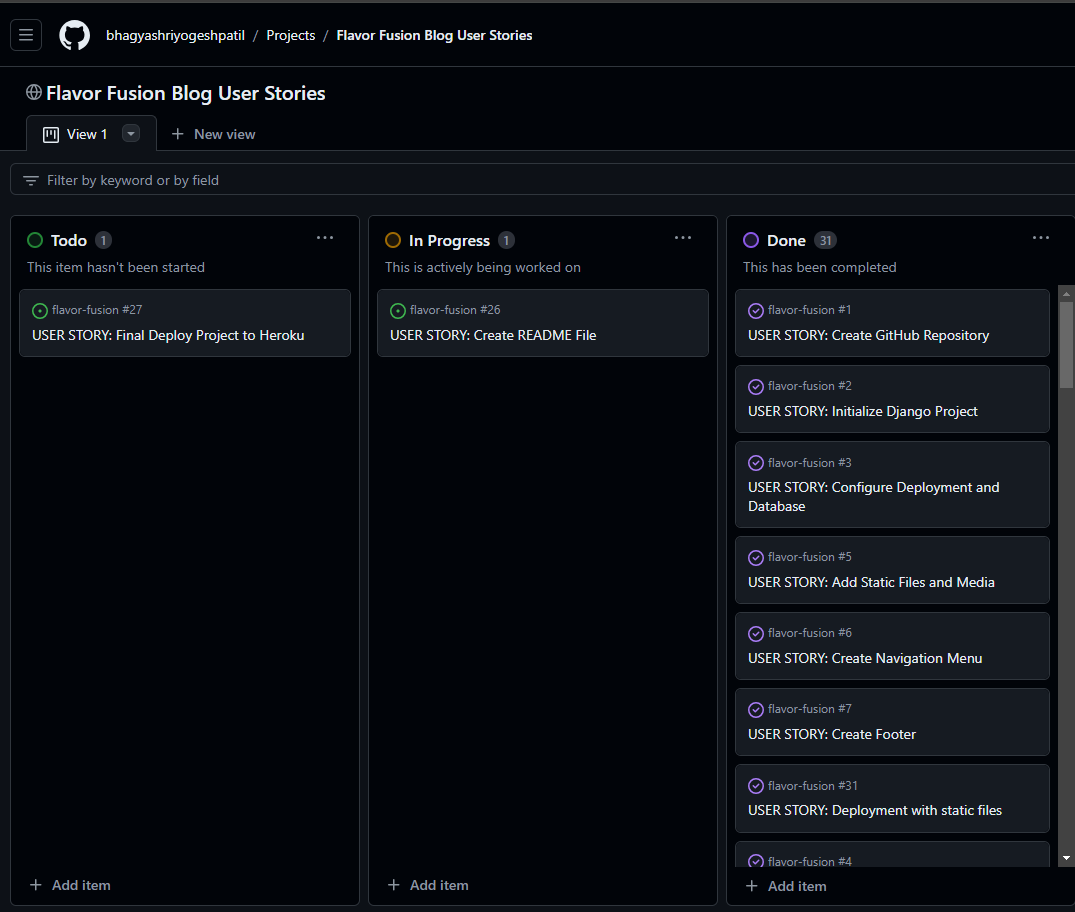 bhagyashriyogeshpatil / Projects / Flavor Fusion Blog User Stories
Flavor Fusion Blog User Stories
View 1
New view
Filter by keyword or by field
Todo 1
This item hasn't been started
flavor-fusion #27
USER STORY: Final Deploy Project to Heroku
Add item
In Progress 1
This is actively being worked on
flavor-fusion #26
USER STORY: Create README File
Add item
Done 31
This has been completed
flavor-fusion #1
USER STORY: Create GitHub Repository
flavor-fusion #2
USER STORY: Initialize Django Project
flavor-fusion #3
USER STORY: Configure Deployment and
Database
flavor-fusion #5
USER STORY: Add Static Files and Media
flavor-fusion #6
USER STORY: Create Navigation Menu
flavor-fusion #7
USER STORY: Create Footer
flavor-fusion #31
USER STORY: Deployment with static files
flavor-fusion #4
Add item